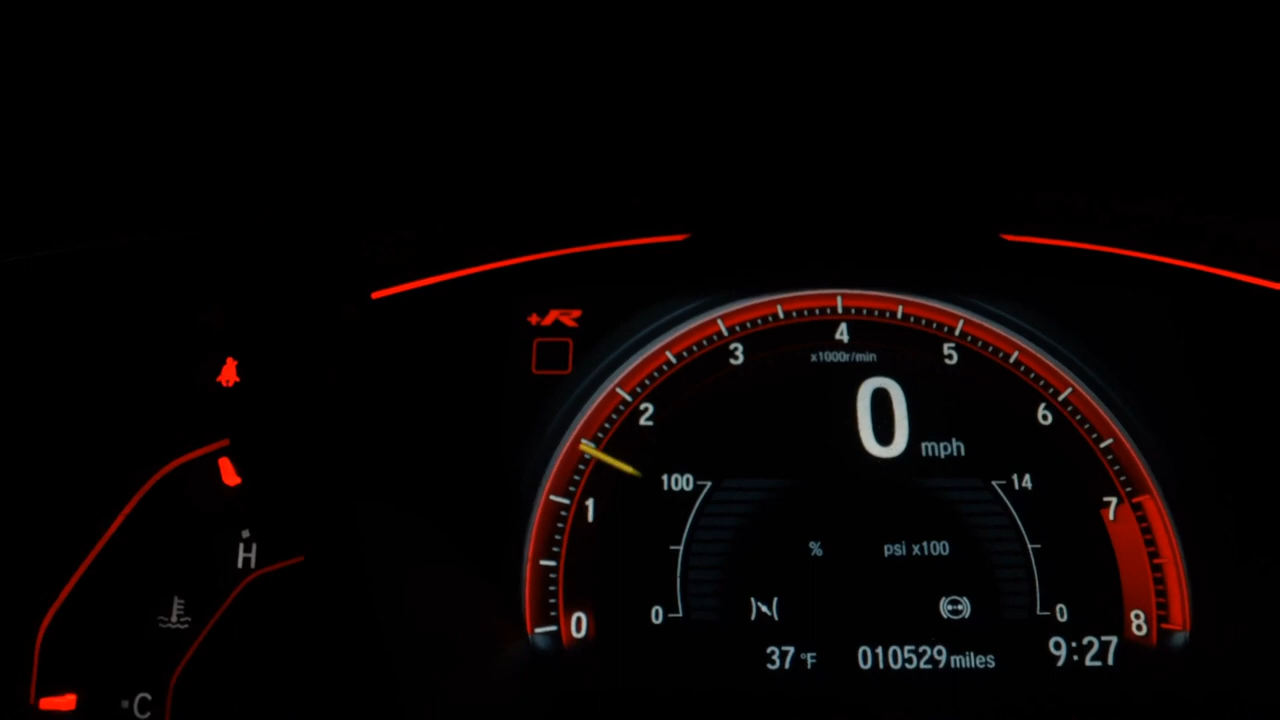 +R
4
3 5
x1000r/min
2 0 mph 6
100 14
1 7
% psi x100
H
0 0
0 8
37 °F 010529 miles 9:27
C